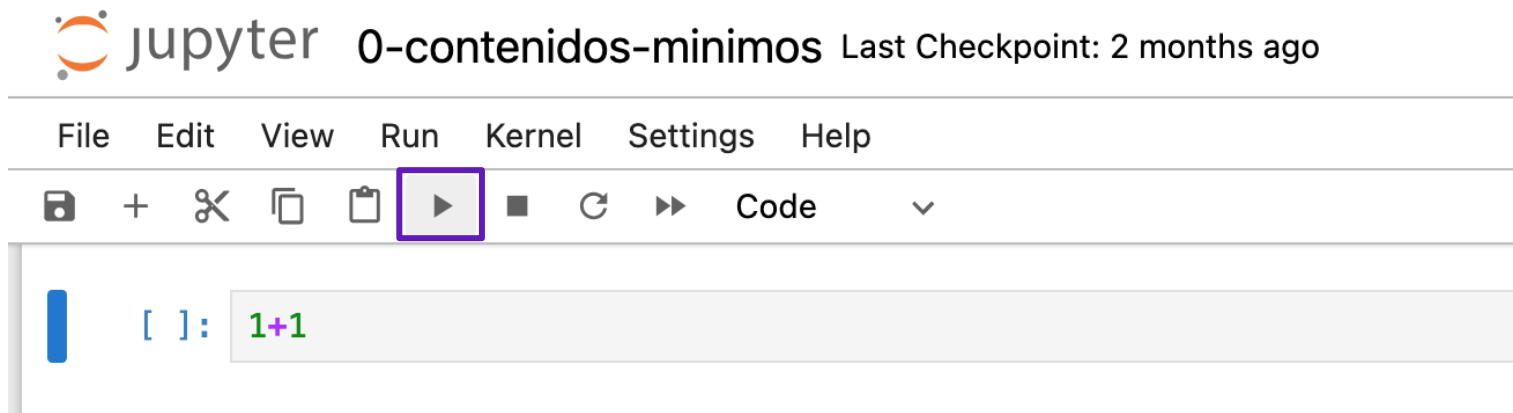 jupyter 0-contenidos-minimos Last Checkpoint: 2 months ago
File Edit View Run Kernel Settings Help
Code
[ ]: 1+1